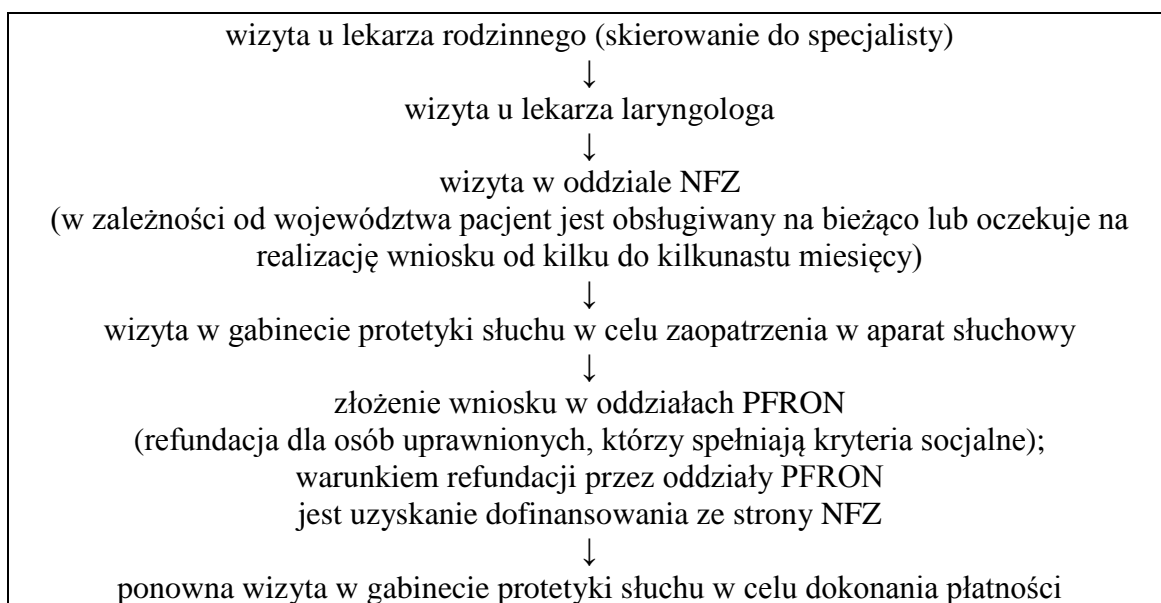 wizyta u lekarza rodzinnego (skierowanie do specjalisty)
↓
wizyta u lekarza laryngologa
↓
wizyta w oddziale NFZ
(w zależności od województwa pacjent jest obsługiwany na bieżąco lub oczekuje na
realizację wniosku od kilku do kilkunastu miesięcy)
↓
wizyta w gabinecie protetyki słuchu w celu zaopatrzenia w aparat słuchowy
↓
złożenie wniosku w oddziałach PFRON
(refundacja dla osób uprawnionych, którzy spełniają kryteria socjalne);
warunkiem refundacji przez oddziały PFRON
jest uzyskanie dofinansowania ze strony NFZ
↓
ponowna wizyta w gabinecie protetyki słuchu w celu dokonania płatności